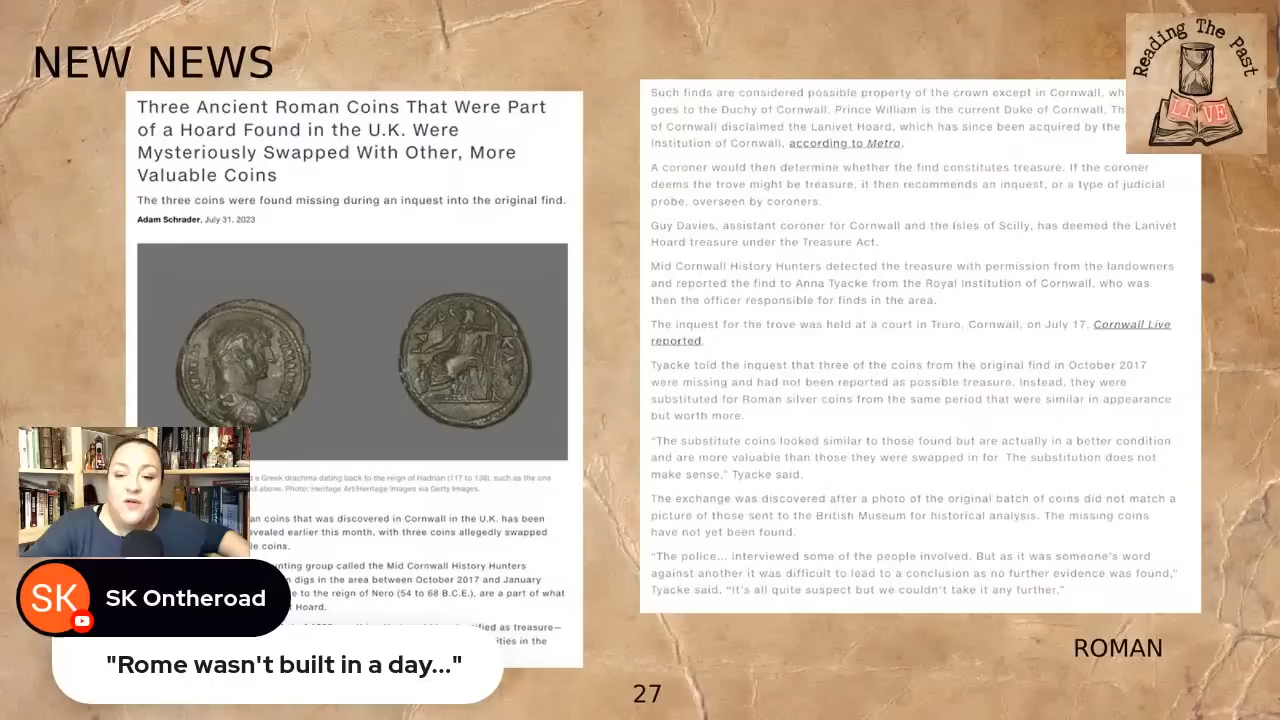 NEW NEWS
Three Ancient Roman Coins That Were Part
of a Hoard Found in the U.K. Were
Mysteriously Swapped With Other, More
Valuable Coins
The three coins were found missing during an inquest into the original find.
Adam Schrader, July 31, 2023
a Greek drachma dating back to the reign of Hadrian (117 to 138), such as the one
above. Photo: Heritage Art/Heritage Images via Getty Images.
an coins that was discovered in Cornwall in the U.K. has been
vealed earlier this month, with three coins allegedly swapped
le coins.
unting group called the Mid Cornwall History Hunters
n digs in the area between October 2017 and January
e to the reign of Nero (54 to 68 B.C.E.), are a part of what
t Hoard.
ified as treasure—
ities in the
Such finds are considered possible property of the crown except in Cornwall, wh
goes to the Duchy of Cornwall. Prince William is the current Duke of Cornwall. Th
of Cornwall disclaimed the Lanivet Hoard, which has since been acquired by the
Institution of Cornwall, according to Metro.
A coroner would then determine whether the find constitutes treasure. If the coroner
deems the trove might be treasure, it then recommends an inquest, or a type of judicial
probe, overseen by coroners.
Guy Davies, assistant coroner for Cornwall and the Isles of Scilly, has deemed the Lanivet
Hoard treasure under the Treasure Act.
Mid Cornwall History Hunters detected the treasure with permission from the landowners
and reported the find to Anna Tyacke from the Royal Institution of Cornwall, who was
then the officer responsible for finds in the area.
The inquest for the trove was held at a court in Truro, Cornwall, on July 17, Cornwall Live
reported.
Tyacke told the inquest that three of the coins from the original find in October 2017
were missing and had not been reported as possible treasure. Instead, they were
substituted for Roman silver coins from the same period that were similar in appearance
but worth more.
“The substitute coins looked similar to those found but are actually in a better condition
and are more valuable than those they were swapped in for. The substitution does not
make sense,” Tyacke said.
The exchange was discovered after a photo of the original batch of coins did not match a
picture of those sent to the British Museum for historical analysis. The missing coins
have not yet been found.
“The police... interviewed some of the people involved. But as it was someone’s word
against another it was difficult to lead to a conclusion as no further evidence was found,”
Tyacke said. “It’s all quite suspect but we couldn’t take it any further.”
Reading The Past
LIVE
SK
SK Ontheroad
"Rome wasn't built in a day..."
ROMAN
27